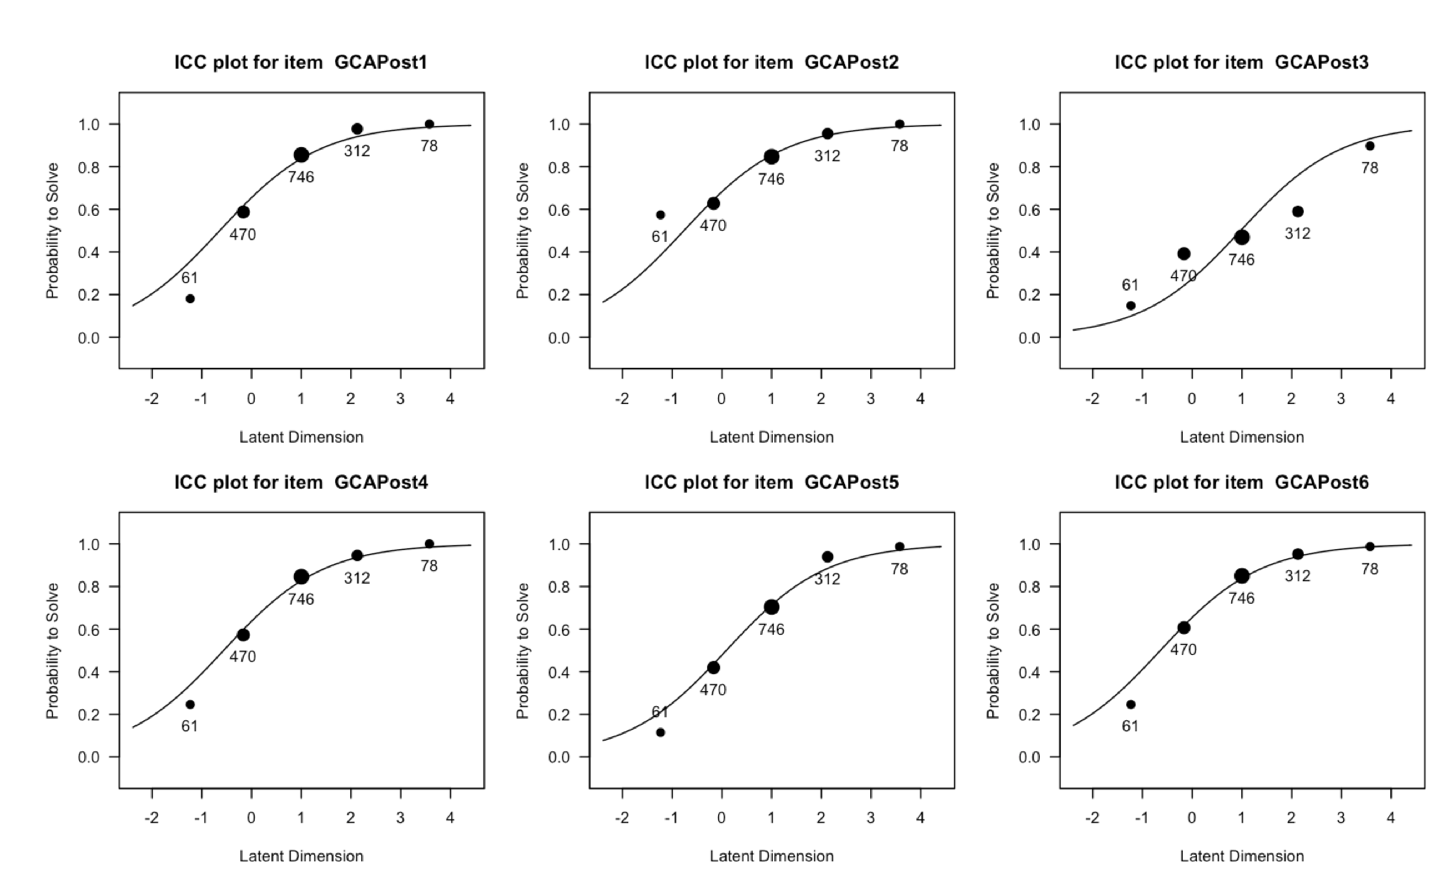 ICC plot for item GCAPost1
1.0
0.8
0.6
0.4
0.2
0.0
Probability to Solve
61
470
746
312
78
-2 -1 0 1 2 3 4
Latent Dimension
ICC plot for item GCAPost2
1.0
0.8
0.6
0.4
0.2
0.0
Probability to Solve
61
470
746
312
78
-2 -1 0 1 2 3 4
Latent Dimension
ICC plot for item GCAPost3
1.0
0.8
0.6
0.4
0.2
0.0
Probability to Solve
61
470
746
312
78
-2 -1 0 1 2 3 4
Latent Dimension
ICC plot for item GCAPost4
1.0
0.8
0.6
0.4
0.2
0.0
Probability to Solve
61
470
746
312
78
-2 -1 0 1 2 3 4
Latent Dimension
ICC plot for item GCAPost5
1.0
0.8
0.6
0.4
0.2
0.0
Probability to Solve
61
470
746
312
78
-2 -1 0 1 2 3 4
Latent Dimension
ICC plot for item GCAPost6
1.0
0.8
0.6
0.4
0.2
0.0
Probability to Solve
61
470
746
312
78
-2 -1 0 1 2 3 4
Latent Dimension